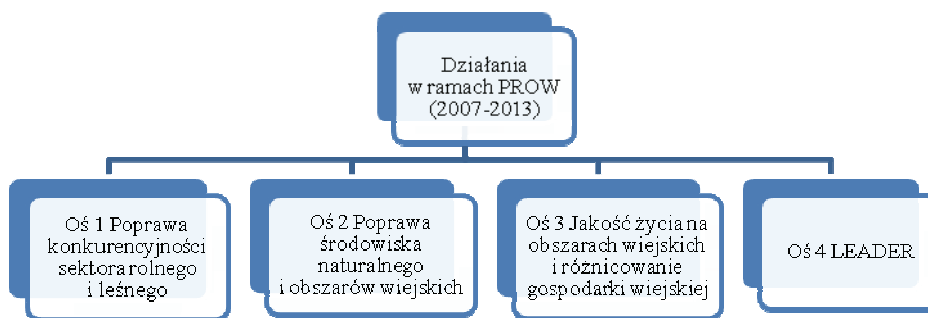 Działania
w ramach PROW
(2007-2013)
Oś 1 Poprawa
konkurencyjności
sektora rolnego
i leśnego
Oś 2 Poprawa
środowiska
naturalnego
i obszarów wiejskich
Oś 3 Jakość życia na
obszarach wiejskich
i różnicowanie
gospodarki wiejskiej
Oś 4 LEADER